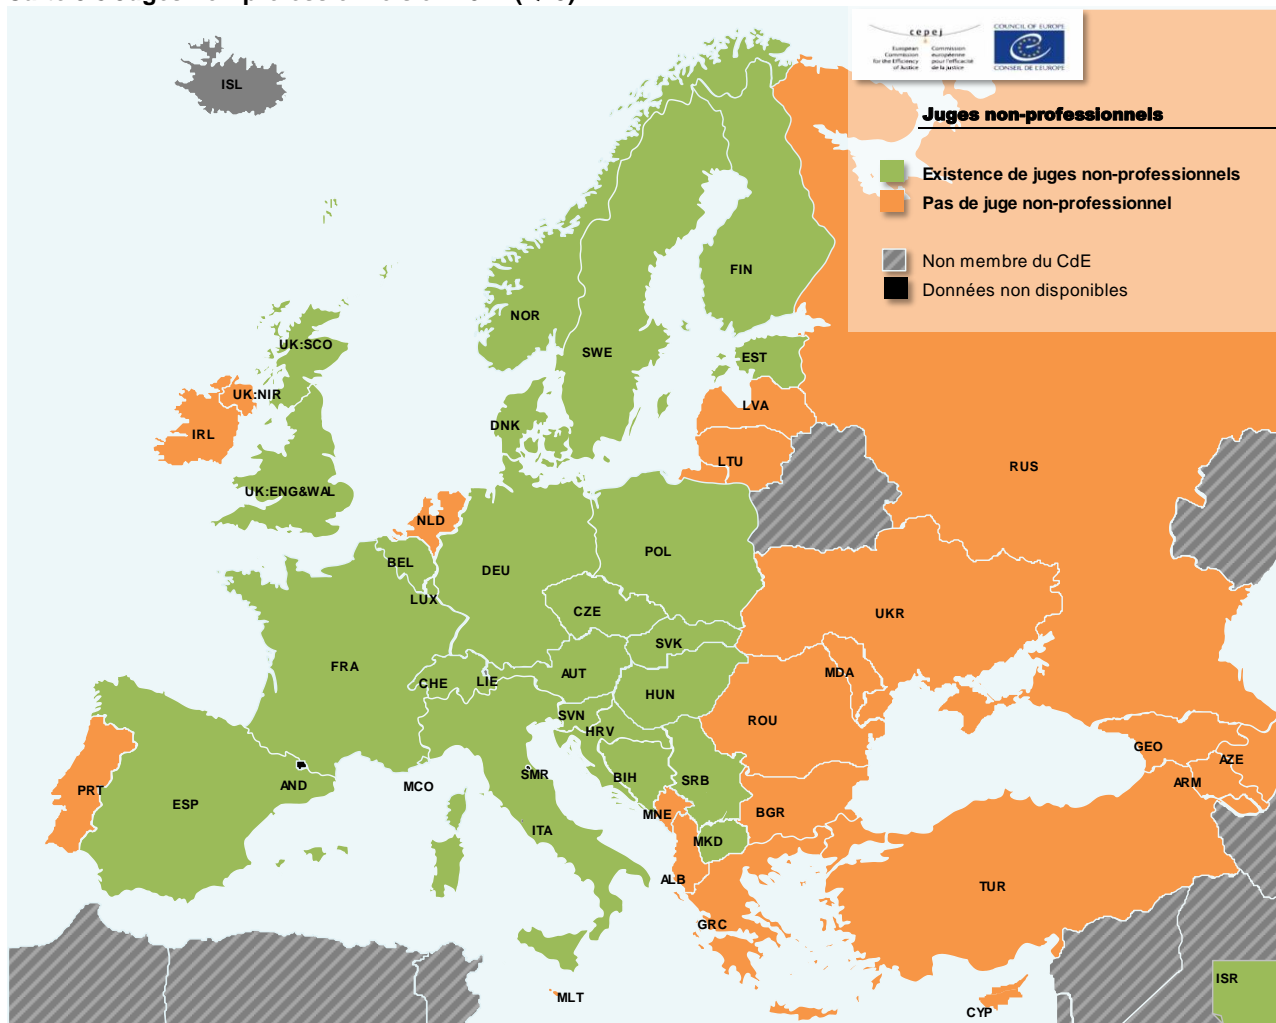 cepej
European Commission for the Efficiency of Justice
Commission européenne pour l'efficacité de la justice
COUNCIL OF EUROPE
CONSEIL DE L'EUROPE
Juges non-professionnels
Existence de juges non-professionnels
Pas de juge non-professionnel
Non membre du CdE
Données non disponibles
ISL
FIN
NOR
SWE
UK:SCO
EST
UK:NIR
LVA
DNK
IRL
LTU
RUS
UK:ENG&WAL
NLD
POL
BEL
DEU
LUX
CZE
UKR
SVK
FRA
MDA
AUT
CHE
LIE
HUN
SVN
ROU
HRV
GEO
AZE
SMR
BIH
SRB
ARM
AND
MCO
PRT
ESP
MNE
BGR
ITA
MKD
ALB
TUR
GRC
ISR
MLT
CYP